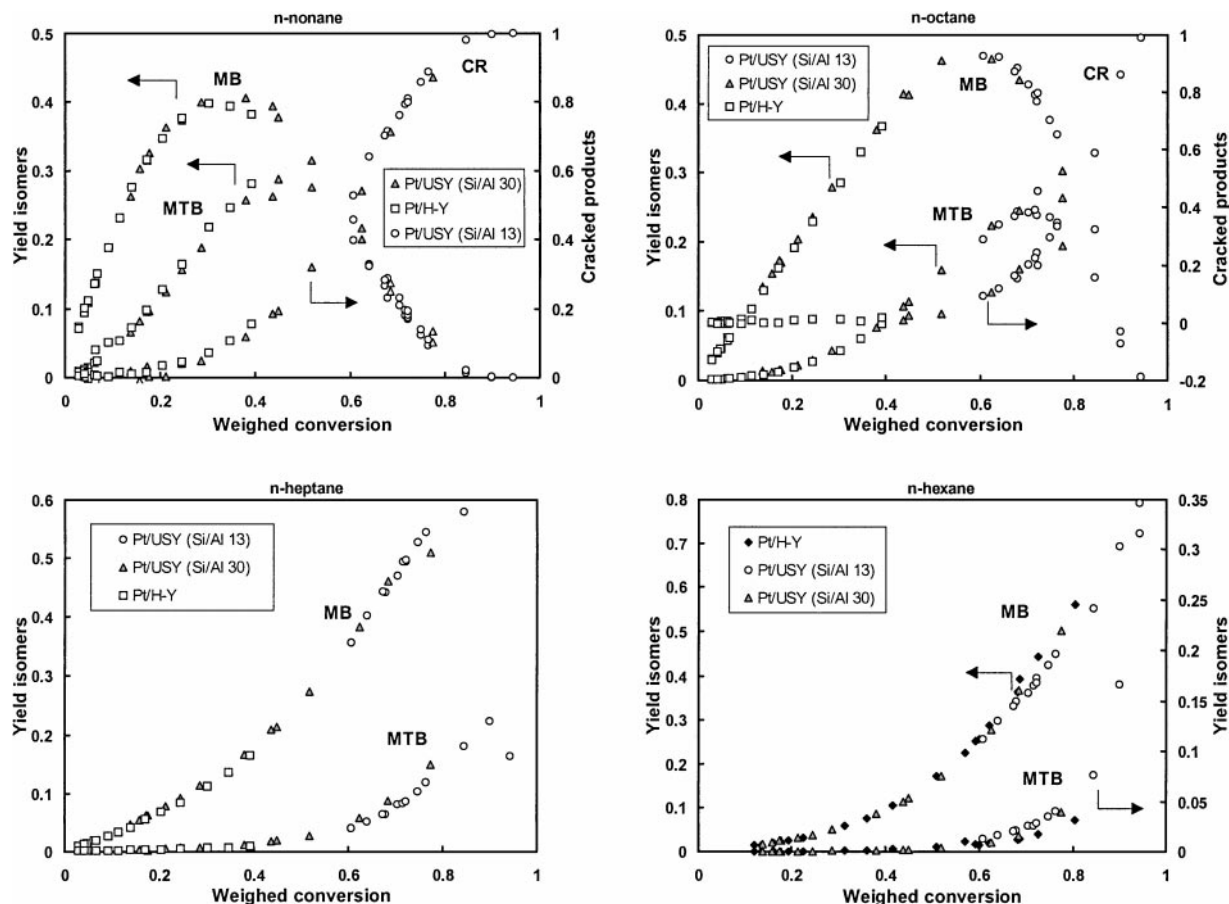 n-nonane
0.5
0.4
0.3
0.2
0.1
0
Yield isomers
1
0.8
0.6
0.4
0.2
0
Cracked products
MB
CR
MTB
Pt/USY (Si/Al 30)
Pt/H-Y
Pt/USY (Si/Al 13)
0 0.2 0.4 0.6 0.8 1
Weighed conversion
n-octane
0.5
0.4
0.3
0.2
0.1
0
Yield isomers
1
0.8
0.6
0.4
0.2
0
-0.2
Cracked products
Pt/USY (Si/Al 13)
Pt/USY (Si/Al 30)
Pt/H-Y
MB
CR
MTB
0 0.2 0.4 0.6 0.8 1
Weighed conversion
n-heptane
0.6
0.5
0.4
0.3
0.2
0.1
0
Yield isomers
Pt/USY (Si/Al 13)
Pt/USY (Si/Al 30)
Pt/H-Y
MB
MTB
0 0.2 0.4 0.6 0.8 1
Weighed conversion
n-hexane
0.8
0.7
0.6
0.5
0.4
0.3
0.2
0.1
0
Yield isomers
0.35
0.3
0.25
0.2
0.15
0.1
0.05
0
Yield isomers
Pt/H-Y
Pt/USY (Si/Al 13)
Pt/USY (Si/Al 30)
MB
MTB
0 0.2 0.4 0.6 0.8 1
Weighed conversion